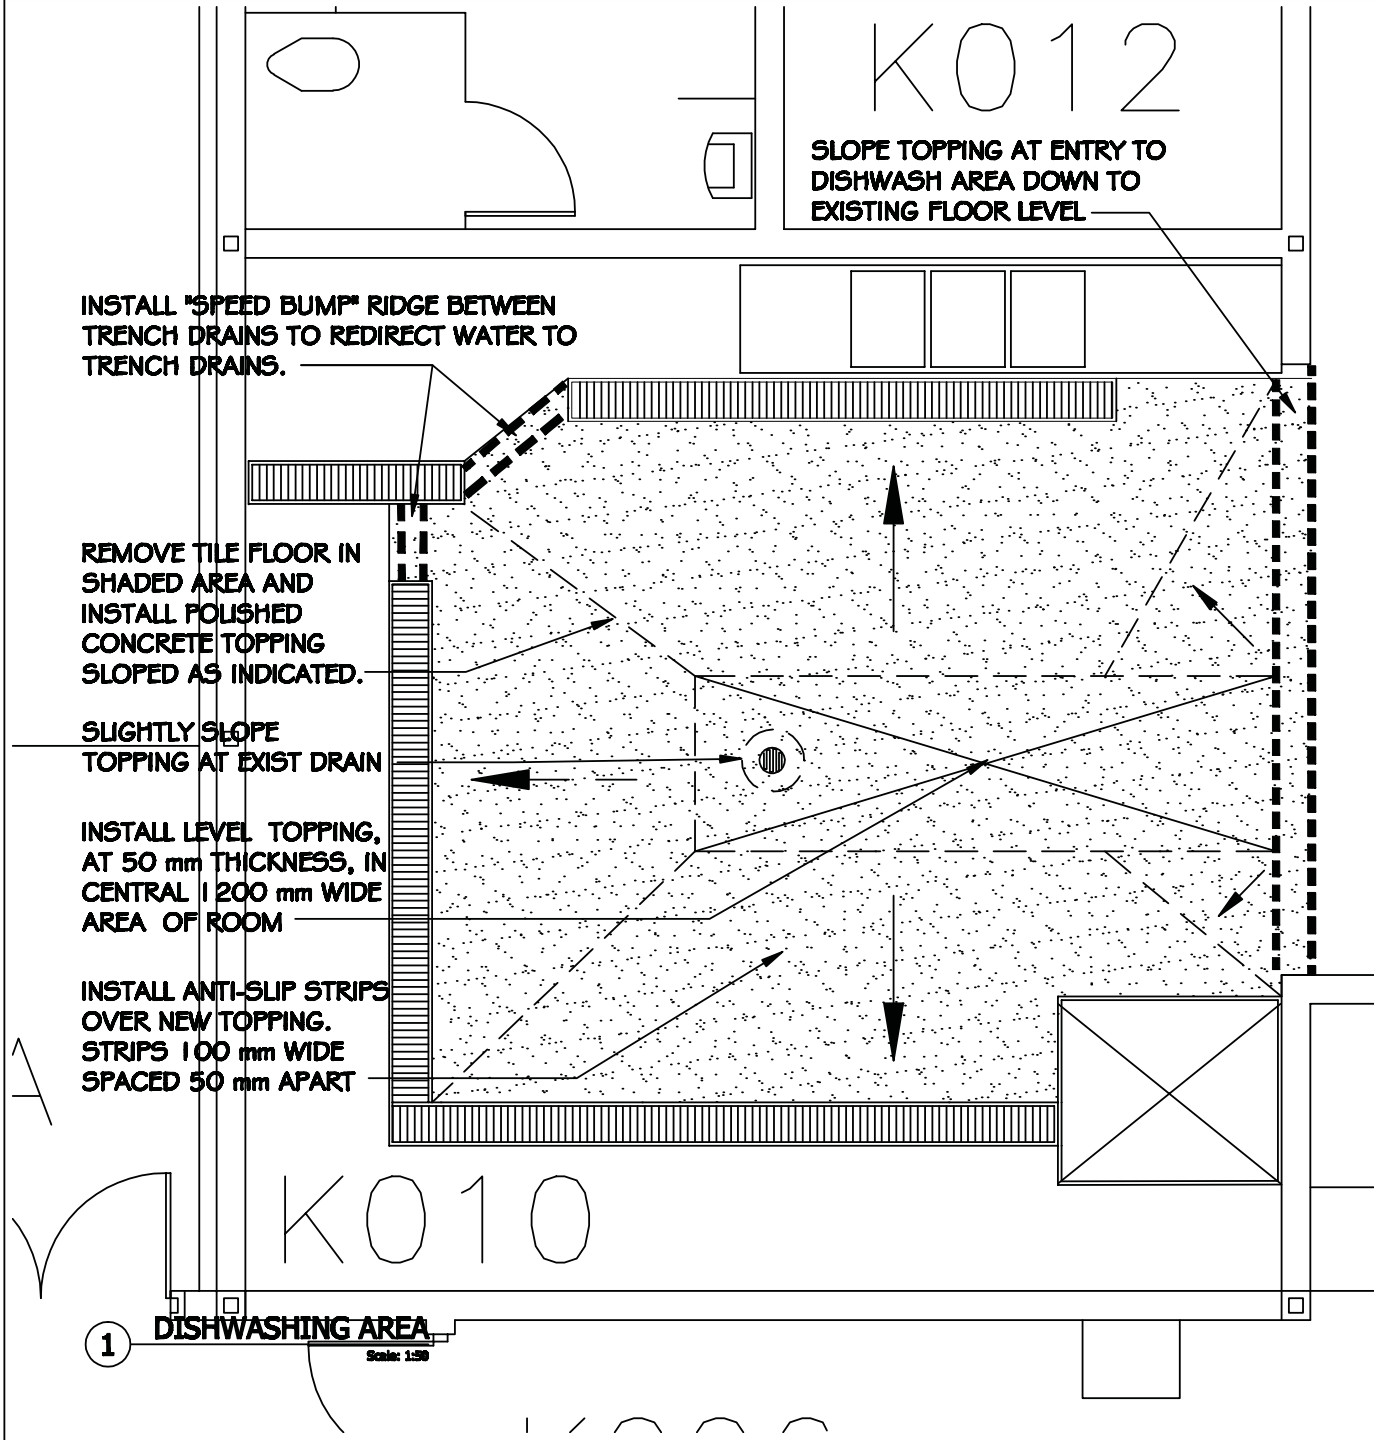 K012
SLOPE TOPPING AT ENTRY TO
DISHWASH AREA DOWN TO
EXISTING FLOOR LEVEL
INSTALL "SPEED BUMP" RIDGE BETWEEN
TRENCH DRAINS TO REDIRECT WATER TO
TRENCH DRAINS.
REMOVE TILE FLOOR IN
SHADED AREA AND
INSTALL POLISHED
CONCRETE TOPPING
SLOPED AS INDICATED.
SLIGHTLY SLOPE
TOPPING AT EXIST DRAIN
INSTALL LEVEL TOPPING,
AT 50 mm THICKNESS, IN
CENTRAL 1200 mm WIDE
AREA OF ROOM
INSTALL ANTI-SLIP STRIPS
OVER NEW TOPPING.
STRIPS 100 mm WIDE
SPACED 50 mm APART
A
K010
1
DISHWASHING AREA
Scale: 1:50